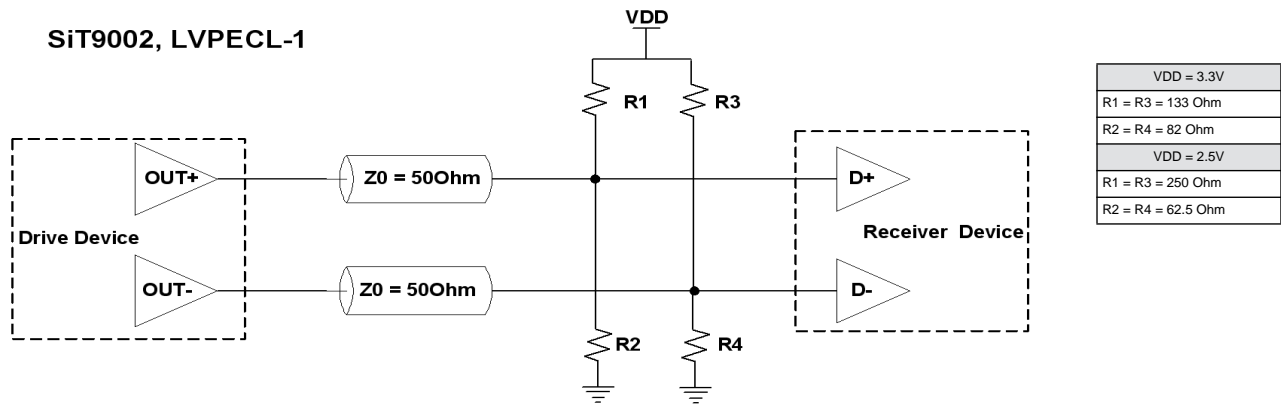 VDD
SiT9002, LVPECL-1
R1
R3
OUT+
Z0 = 50Ohm
D+
Drive Device
Receiver Device
OUT-
Z0 = 50Ohm
D-
R2
R4
VDD = 3.3V
R1 = R3 = 133 Ohm
R2 = R4 = 82 Ohm
VDD = 2.5V
R1 = R3 = 250 Ohm
R2 = R4 = 62.5 Ohm